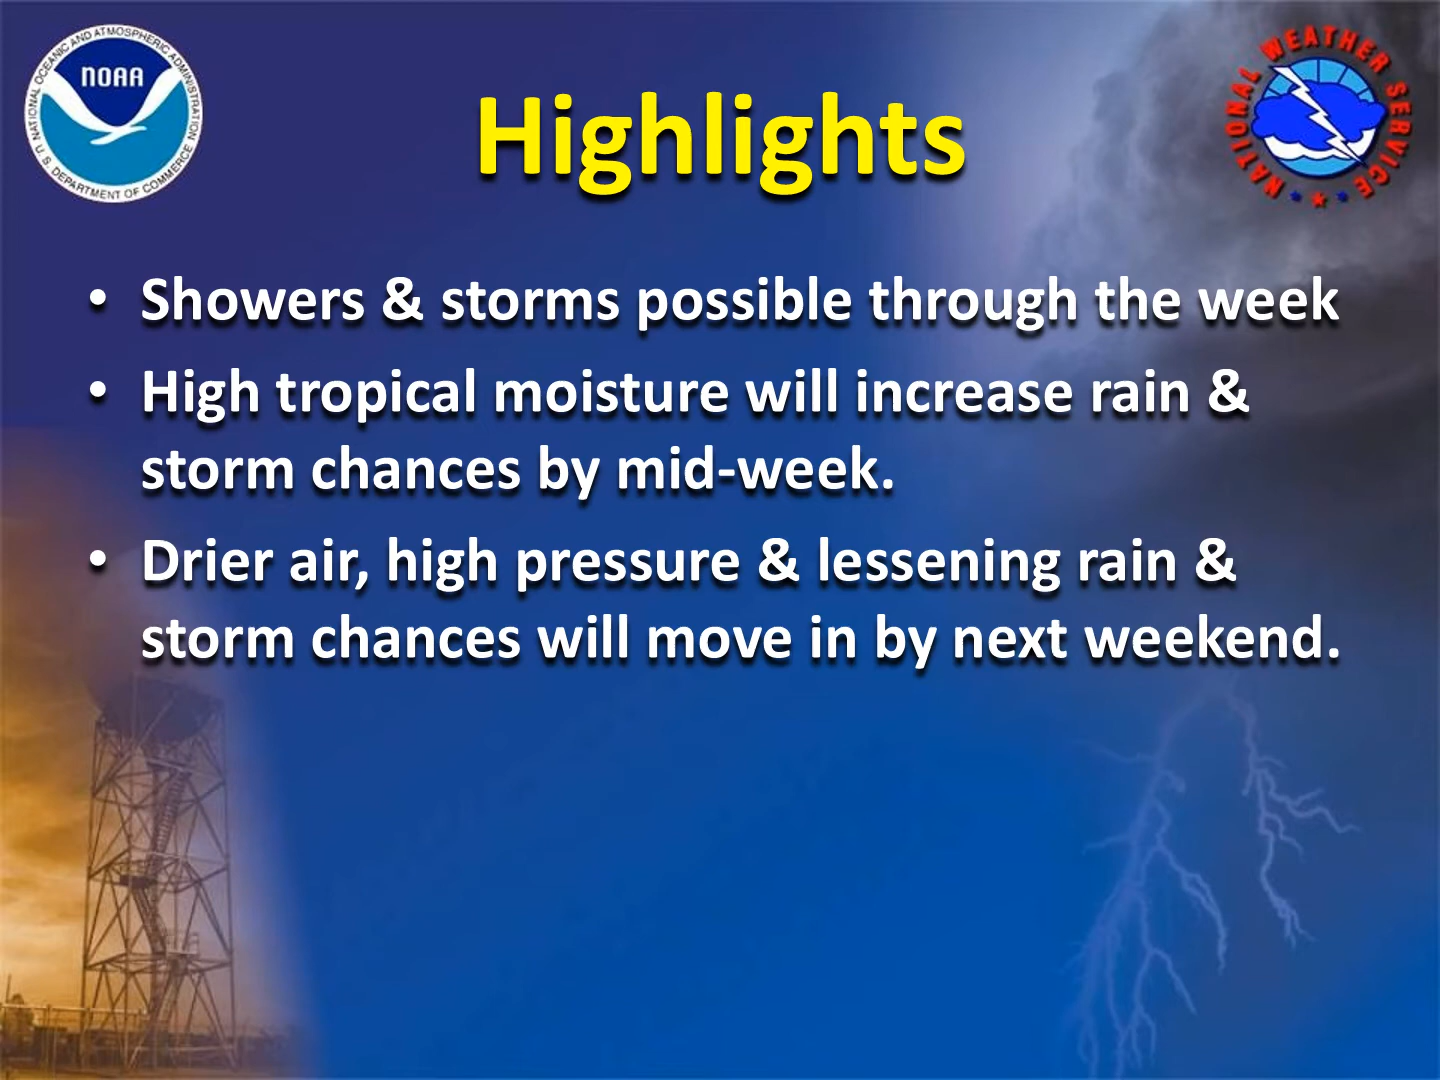 NATIONAL OCEANIC AND ATMOSPHERIC ADMINISTRATION
NOAA
U.S. DEPARTMENT OF COMMERCE
NATIONAL WEATHER SERVICE
Highlights
• Showers & storms possible through the week
• High tropical moisture will increase rain &
storm chances by mid-week.
• Drier air, high pressure & lessening rain &
storm chances will move in by next weekend.